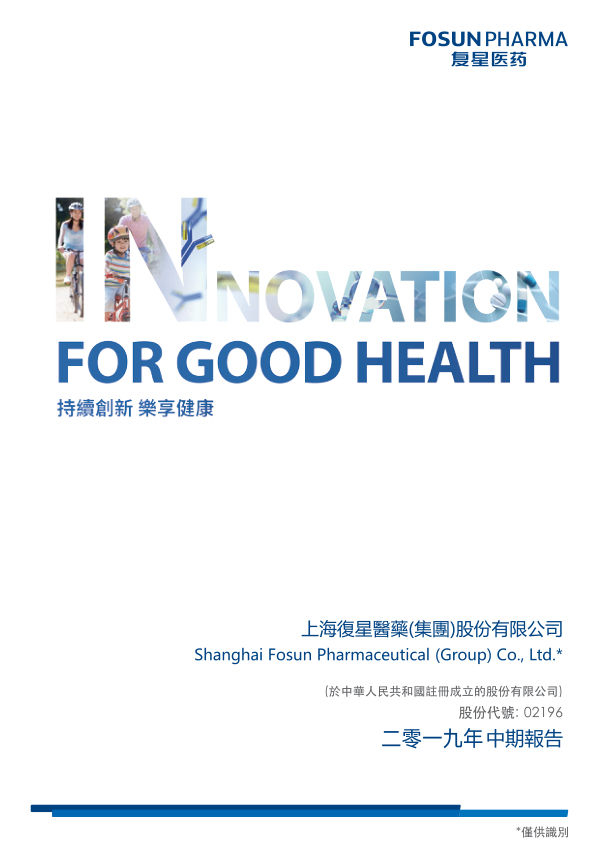 FOSUN PHARMA
复星医药
INNOVATION
FOR GOOD HEALTH
持續創新 樂享健康
上海復星醫藥(集團)股份有限公司
Shanghai Fosun Pharmaceutical (Group) Co., Ltd.*
(於中華人民共和國註冊成立的股份有限公司)
股份代號: 02196
二零一九年 中期報告
*僅供識別